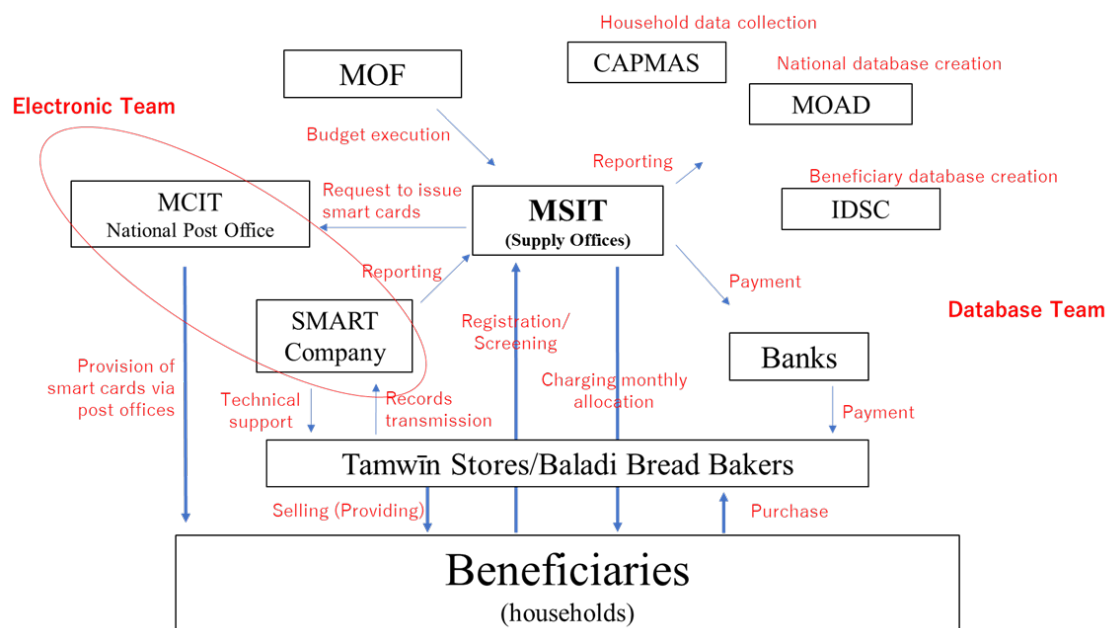 Household data collection
CAPMAS
MOF
National database creation
MOAD
Electronic Team
Budget execution
Reporting
Beneficiary database creation
IDSC
MCIT
National Post Office
Request to issue
smart cards
MSIT
(Supply Offices)
Reporting
Payment
SMART
Company
Registration/
Screening
Database Team
Banks
Provision of
smart cards via
post offices
Charging monthly
allocation
Technical
support
Records
transmission
Payment
Tamwīn Stores/Baladi Bread Bakers
Selling (Providing)
Purchase
Beneficiaries
(households)